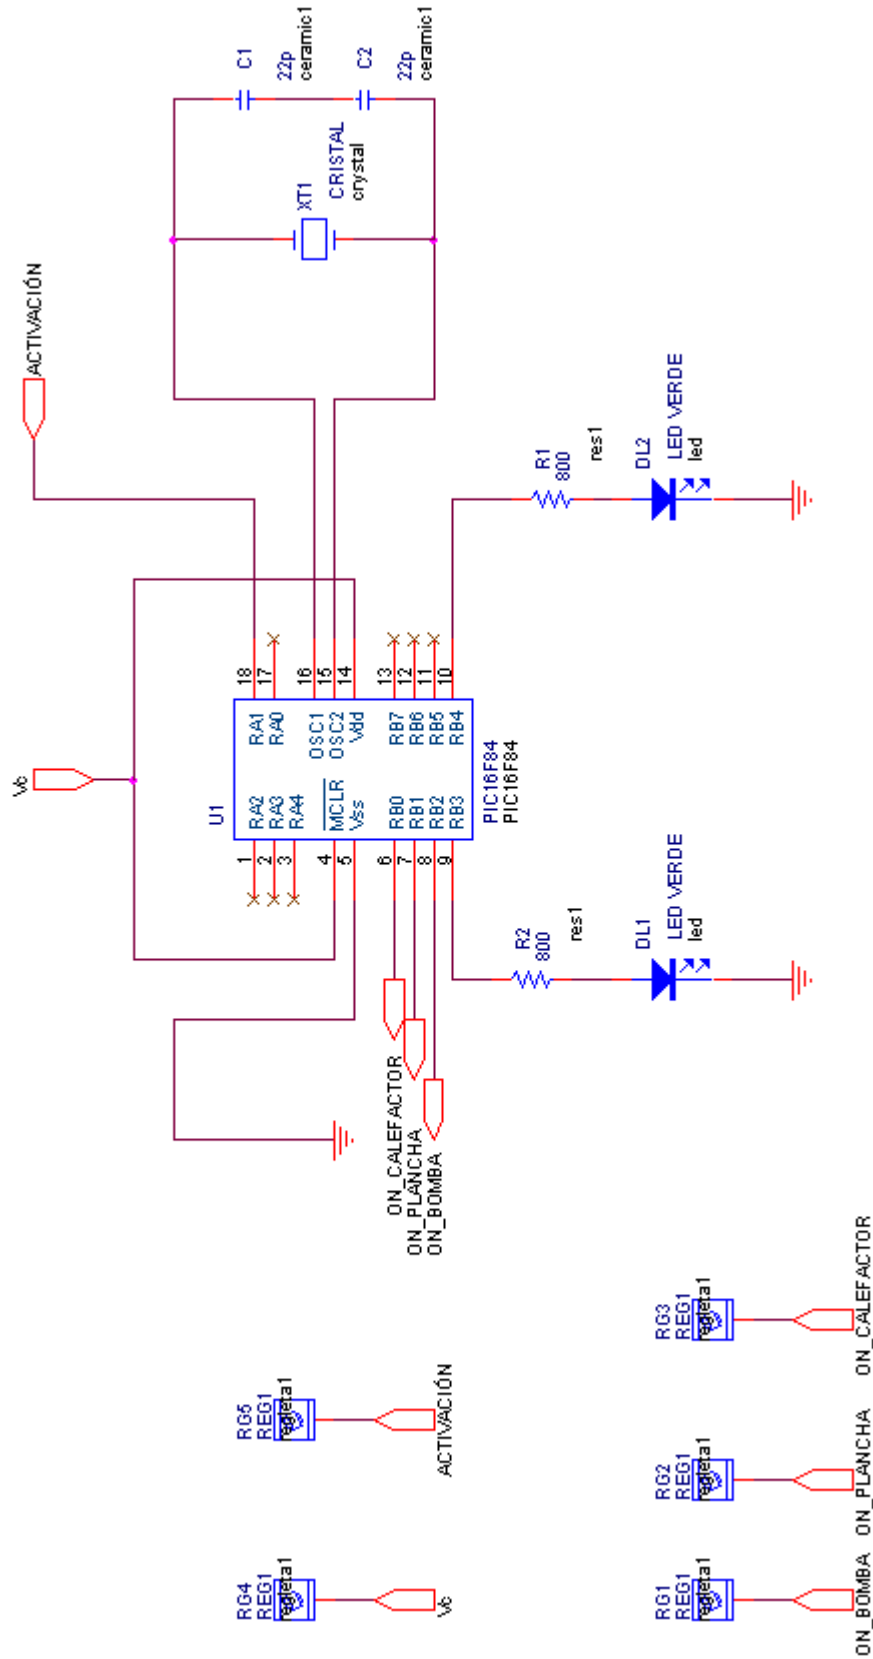 C1
22p
ceramic1
C2
22p
ceramic1
XT1
CRISTAL
crystal
ACTIVACIÓN
Vc
U1
1
2
3
4
5
6
7
8
9
18
17
16
15
14
13
12
11
10
RA2
RA3
RA4
MCLR
Vss
RB0
RB1
RB2
RB3
RA1
RA0
OSC1
OSC2
Vdd
RB7
RB6
RB5
RB4
PIC16F84
PIC16F84
R1
800
res1
DL2
LED VERDE
led
R2
800
res1
DL1
LED VERDE
led
ON_CALEFACTOR
ON_PLANCHA
ON_BOMBA
RG5
REG1
regleta1
ACTIVACIÓN
RG4
REG1
regleta1
Vc
RG3
REG1
regleta1
ON_CALEFACTOR
RG2
REG1
regleta1
ON_PLANCHA
RG1
REG1
regleta1
ON_BOMBA